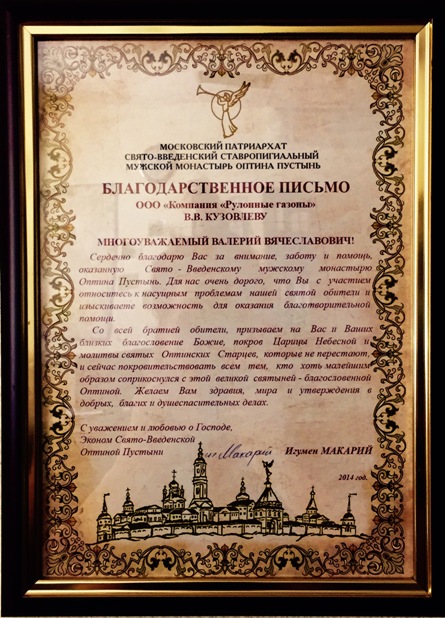 МОСКОВСКИЙ ПАТРИАРХАТ
СВЯТО-ВВЕДЕНСКИЙ СТАВРОПИГИАЛЬНЫЙ
МУЖСКОЙ МОНАСТЫРЬ ОПТИНА ПУСТЫНЬ
БЛАГОДАРСТВЕННОЕ ПИСЬМО
ООО «Компания «Рулонные газоны»
В.В. КУЗОВЛЕВУ
МНОГОУВАЖАЕМЫЙ ВАЛЕРИЙ ВЯЧЕСЛАВОВИЧ!
Сердечно благодарю Вас за внимание, заботу и помощь,
оказанную Свято - Введенскому мужскому монастырю
Оптина Пустынь. Для нас очень дорого, что Вы с участием
относитесь к насущным проблемам нашей святой обители и
изыскиваете возможность для оказания благотворительной
помощи.
Со всей братией обители, призываем на Вас и Ваших
близких благословение Божие, покров Царицы Небесной и
молитвы святых Оптинских Старцев, которые не перестают
и сейчас покровительствовать всем тем, кто хоть малейшим
образом соприкоснулся с этой великой святыней - благословенной
Оптиной. Желаем Вам здравия, мира и утверждения в
добрых, благих и душеспасительных делах.
С уважением и любовью о Господе,
Эконом Свято-Введенской
Оптиной Пустыни иг. Макарий Игумен МАКАРИЙ
2014 год.